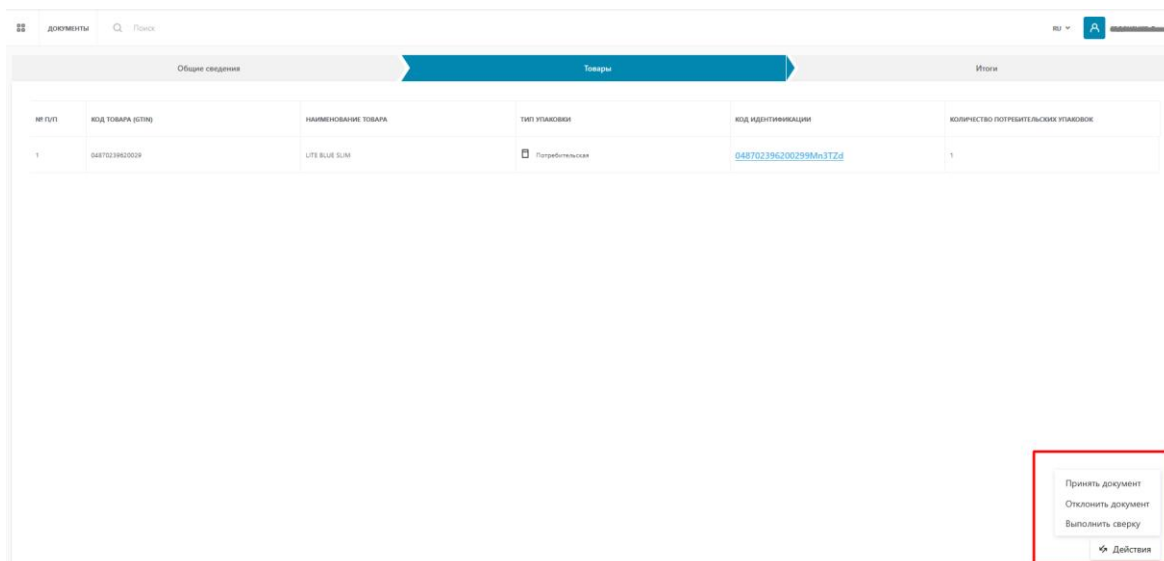 ДОКУМЕНТЫ Поиск RU
Общие сведения Товары Итоги
№ П/П КОД ТОВАРА (GTIN) НАИМЕНОВАНИЕ ТОВАРА ТИП УПАКОВКИ КОД ИДЕНТИФИКАЦИИ КОЛИЧЕСТВО ПОТРЕБИТЕЛЬСКИХ УПАКОВОК
1 04870239620029 LITE BLUE SLIM Потребительская 048702396200299Mn3TZd 1
Принять документ
Отклонить документ
Выполнить сверку
Действия